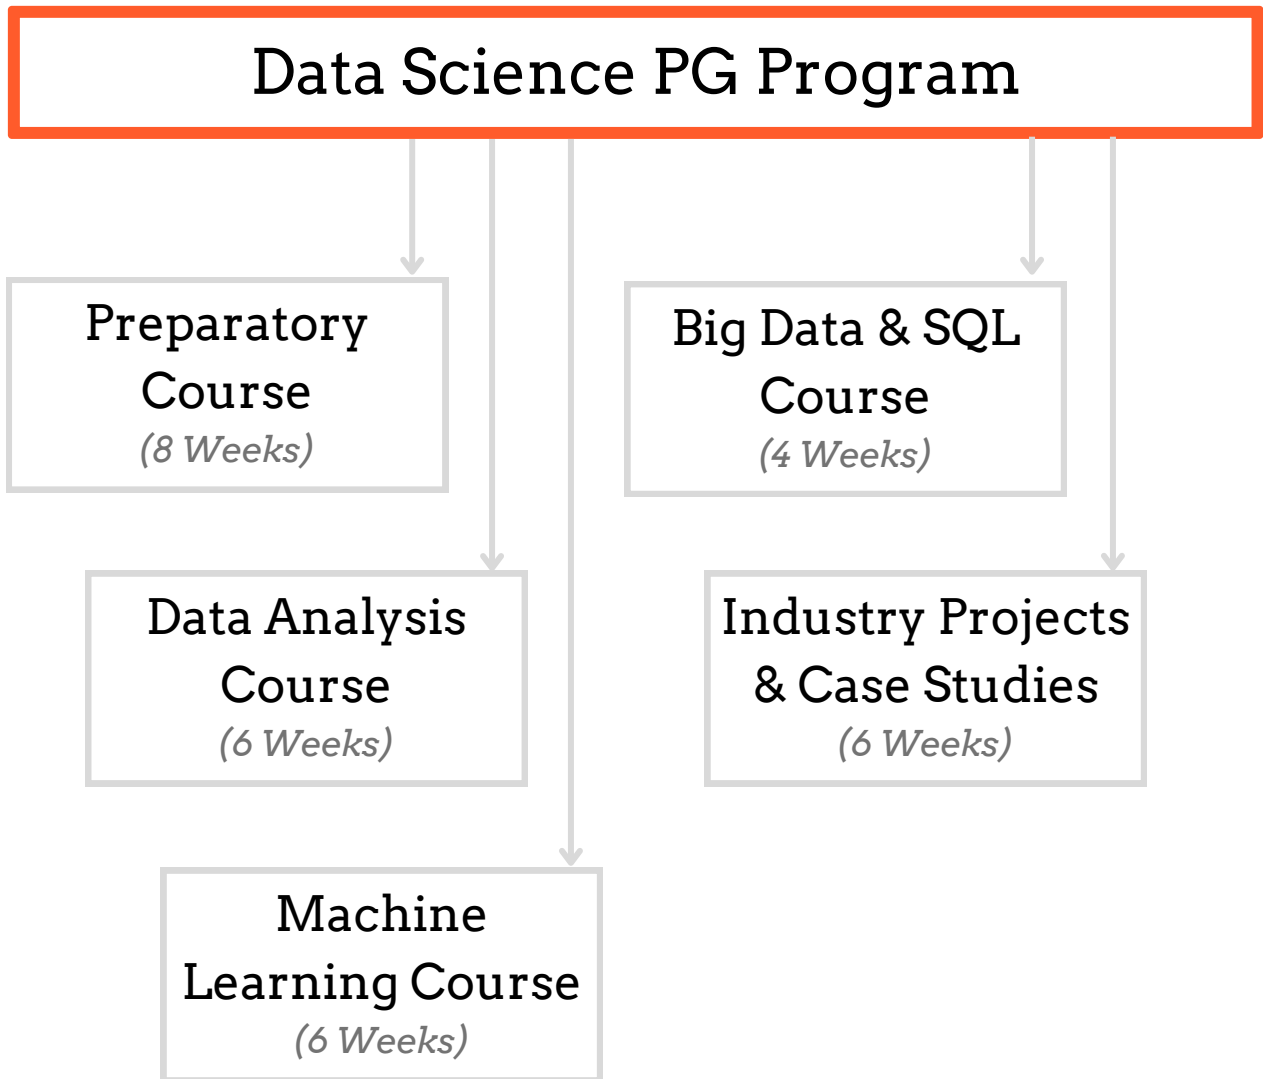 Data Science PG Program
Preparatory
Course
(8 Weeks)
Data Analysis
Course
(6 Weeks)
Machine
Learning Course
(6 Weeks)
Big Data & SQL
Course
(4 Weeks)
Industry Projects
& Case Studies
(6 Weeks)